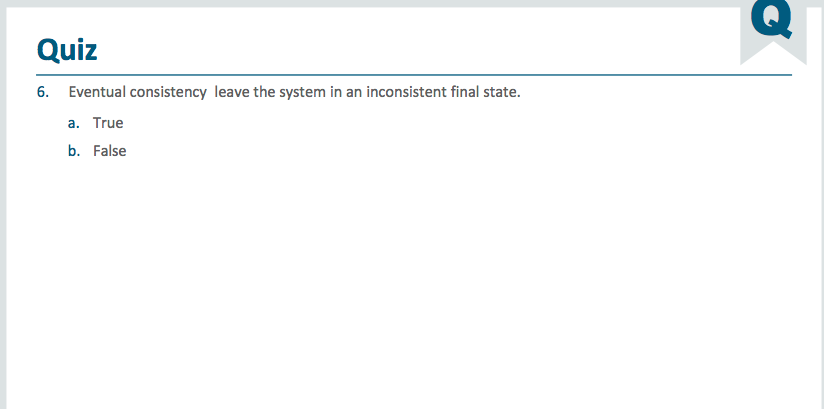 Q
Quiz
6. Eventual consistency leave the system in an inconsistent final state.
a. True
b. False